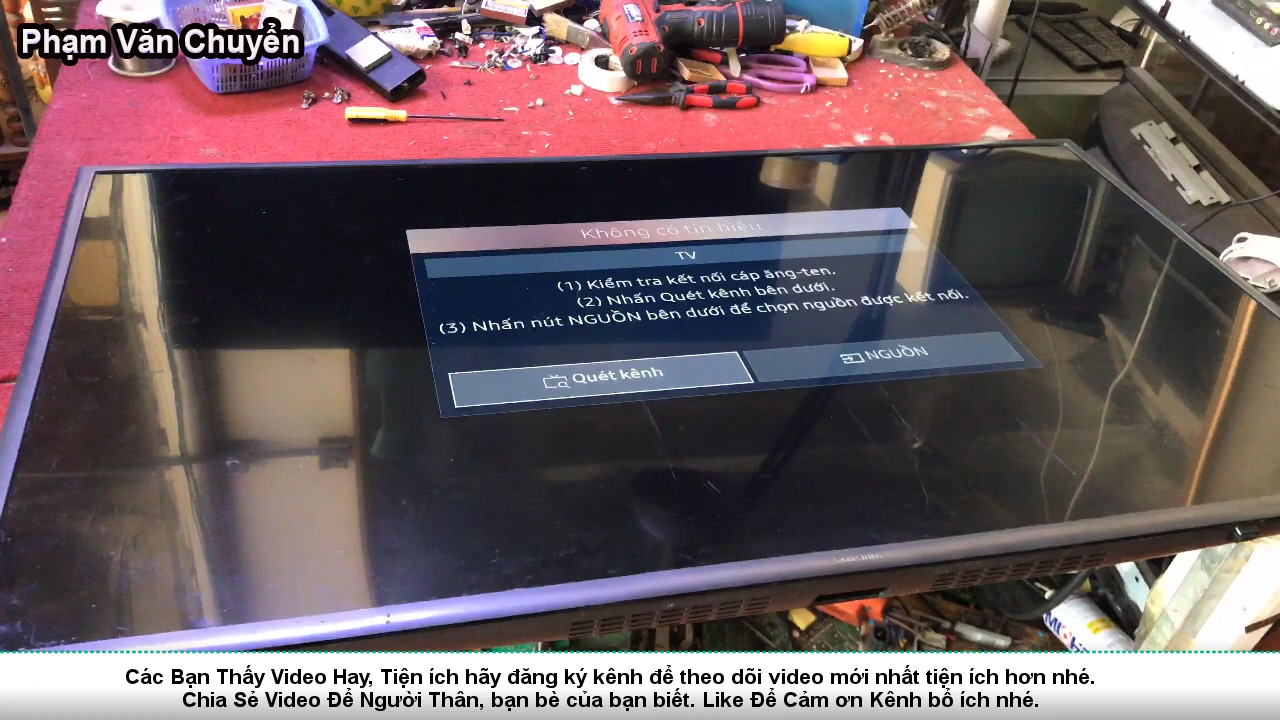 Phạm Văn Chuyển
Không có tín hiệu
TV
(1) Kiểm tra kết nối cáp ăng-ten.
(2) Nhấn Quét kênh bên dưới.
(3) Nhấn nút NGUỒN bên dưới để chọn nguồn được kết nối.
Quét kênh
NGUỒN
SAMSUNG
Các Bạn Thấy Video Hay, Tiện ích hãy đăng ký kênh để theo dõi video mới nhất tiện ích hơn nhé.
Chia Sẻ Video Để Người Thân, bạn bè của bạn biết. Like Để Cảm ơn Kênh bổ ích nhé.